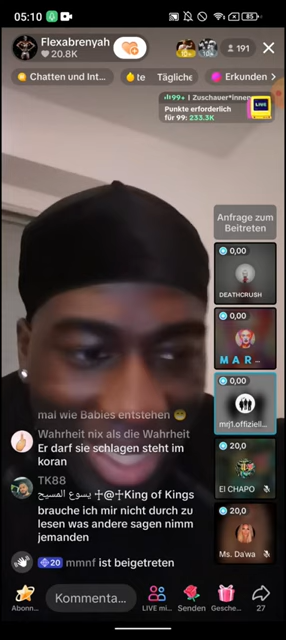 05:10
85
Flexabrenyah
20.8K
191
Chatten und Int...
te
Tägliche
Erkunden
99+ | Zuschauer*innen
Punkte erforderlich
für 99: 233.3K
LIVE
Anfrage zum
Beitreten
0,00
DEATHCRUSH
0,00
M A R ...
0,00
mrj1.offiziell...
20,0
El CHAPO
20,0
Ms. Da'wa
mal wie Babies entstehen
Wahrheit nix als die Wahrheit
Er darf sie schlagen steht im
koran
TK88
يسوع المسيح ☥@☥King of Kings
brauche ich mir nicht durch zu
lesen was andere sagen nimm
jemanden
20 mmnf ist beigetreten
Kommenta...
Abonn...
LIVE mi...
Senden
Gesche...
27